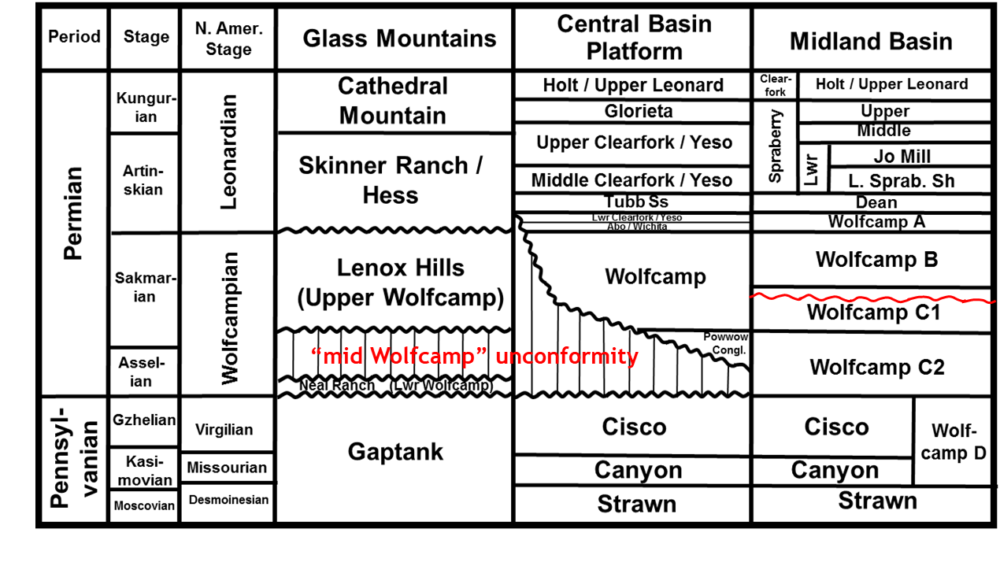 Period
Stage
N. Amer.
Stage
Glass Mountains
Central Basin
Platform
Midland Basin
Permian
Pennsyl-
vanian
Kungur-
ian
Artin-
skian
Sakmar-
ian
Assel-
ian
Gzhelian
Kasi-
movian
Moscovian
Leonardian
Wolfcampian
Virgilian
Missourian
Desmoinesian
Cathedral
Mountain
Skinner Ranch /
Hess
Lenox Hills
(Upper Wolfcamp)
“mid Wolfcamp” unconformity
Neal Ranch (Lwr Wolfcamp)
Gaptank
Holt / Upper Leonard
Glorieta
Upper Clearfork / Yeso
Middle Clearfork / Yeso
Tubb Ss
Lwr Clearfork / Yeso
Abo / Wichita
Wolfcamp
Powwow
Congl.
Cisco
Canyon
Strawn
Clear-
fork
Holt / Upper Leonard
Spraberry
Upper
Middle
Lwr
Jo Mill
L. Sprab. Sh
Dean
Wolfcamp A
Wolfcamp B
Wolfcamp C1
Wolfcamp C2
Cisco
Wolf-
camp D
Canyon
Strawn